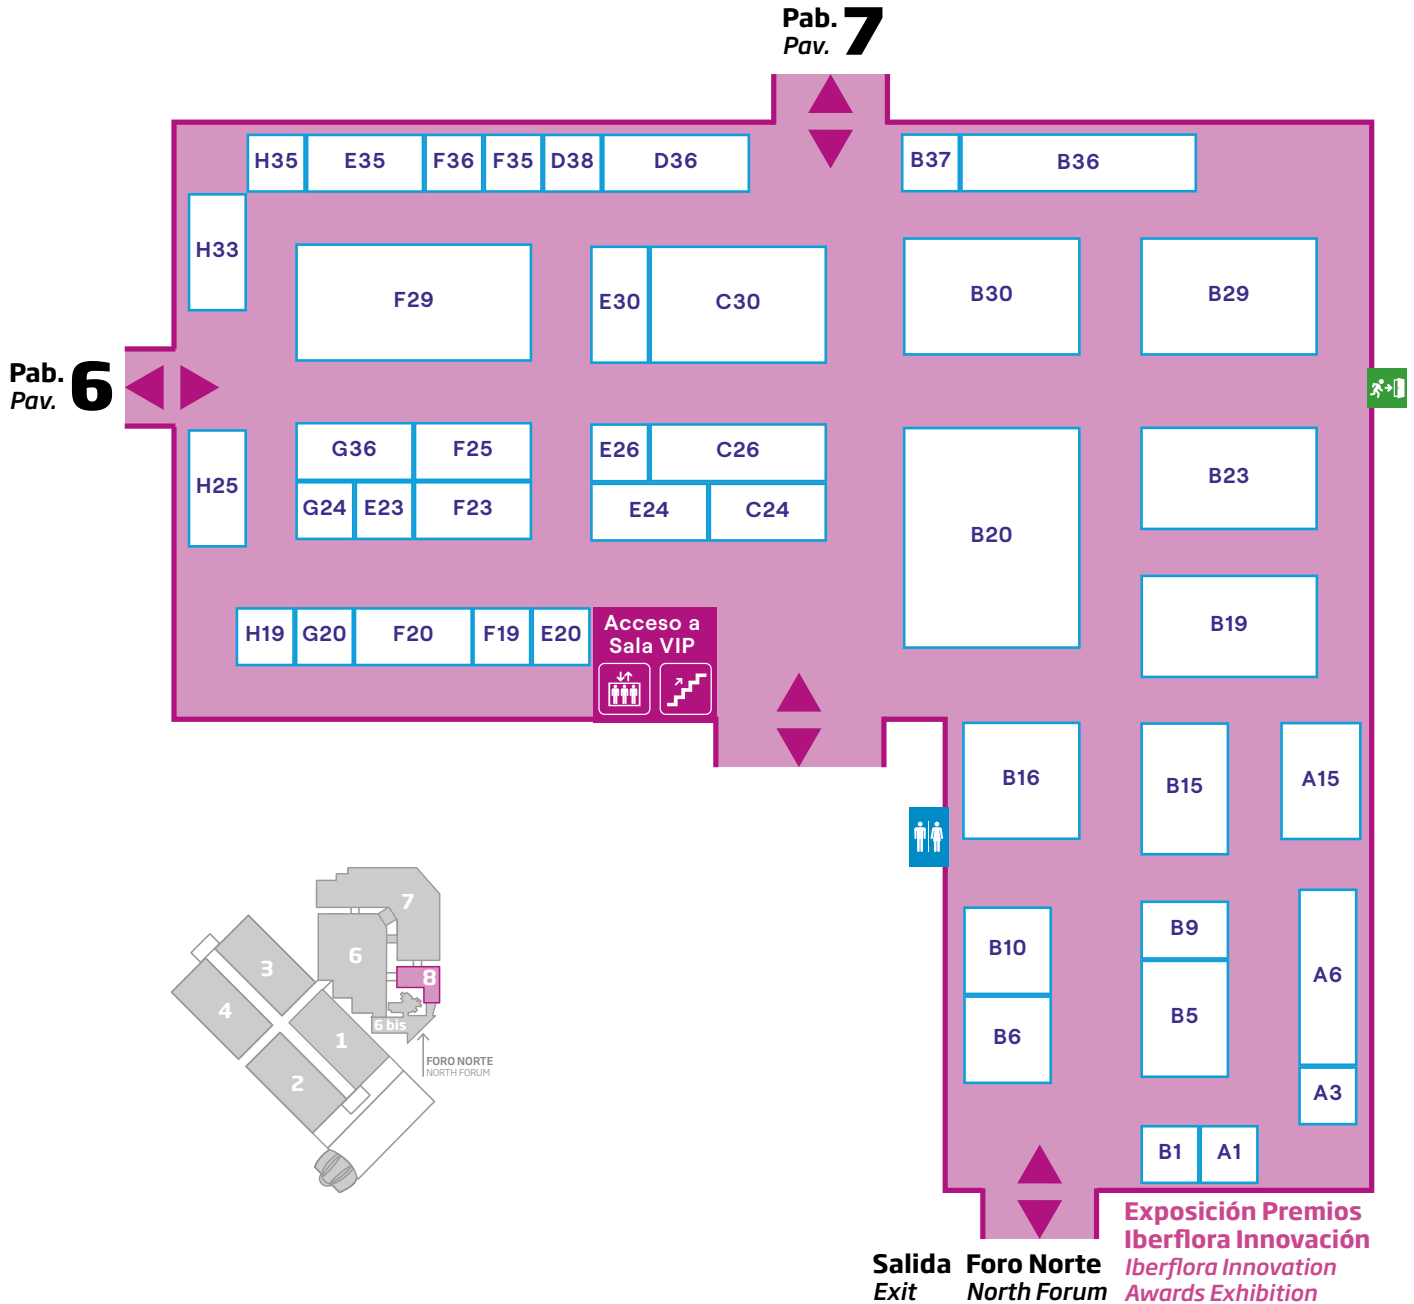 Pab. 7
Pav.
H35 E35 F36 F35 D38 D36 B37 B36
H33
F29 E30 C30 B30 B29
Pab. 6
Pav.
G36 F25 E26 C26
H25 B23
G24 E23 F23 E24 C24
B20
H19 G20 F20 F19 E20
Acceso a
Sala VIP
B19
B16 B15 A15
B10 B9
A6
B6 B5
A3
B1 A1
7
6
3
8
4
6 bis
1
2
FORO NORTE
NORTH FORUM
Salida
Exit
Foro Norte
North Forum
Exposición Premios
Iberflora Innovación
Iberflora Innovation
Awards Exhibition